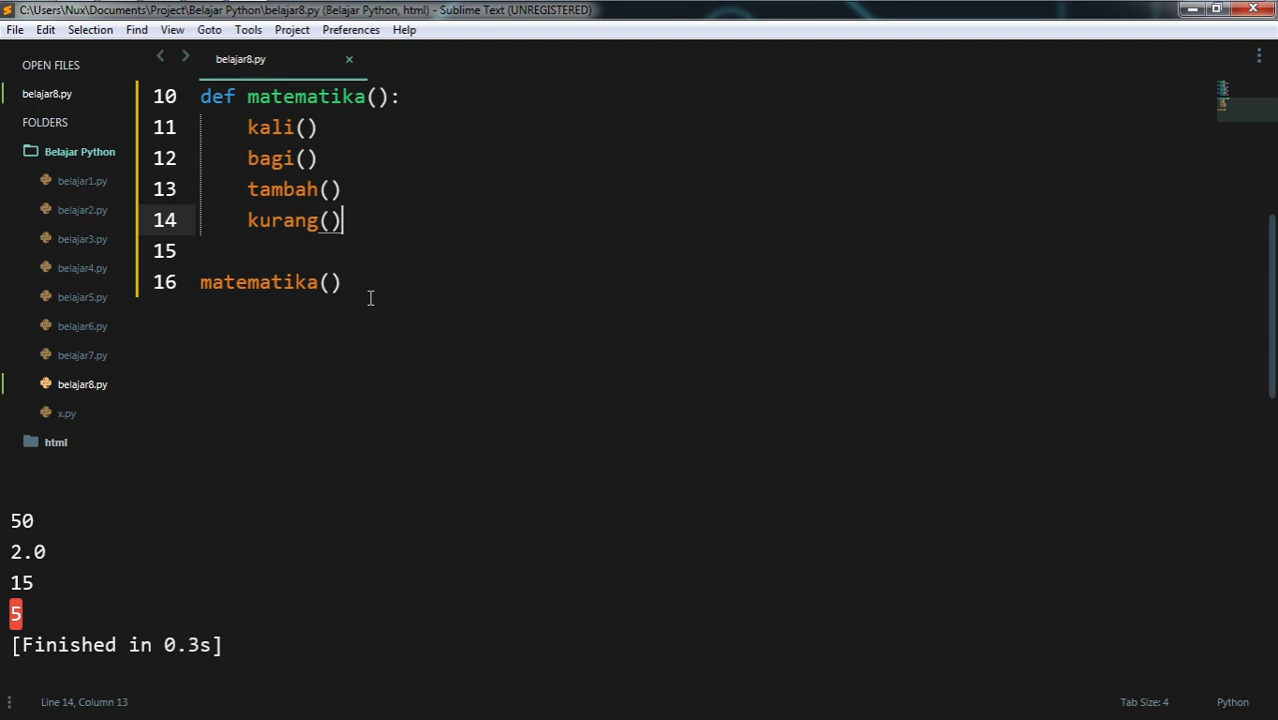 C:\Users\Nux\Documents\Project\Belajar Python\belajar8.py (Belajar Python, html) - Sublime Text (UNREGISTERED)
File Edit Selection Find View Goto Tools Project Preferences Help
OPEN FILES
belajar8.py
FOLDERS
Belajar Python
belajar1.py
belajar2.py
belajar3.py
belajar4.py
belajar5.py
belajar6.py
belajar7.py
belajar8.py
x.py
html
belajar8.py ×
10 def matematika():
11 kali()
12 bagi()
13 tambah()
14 kurang()
15
16 matematika()
50
2.0
15
5
[Finished in 0.3s]
Line 14, Column 13 Tab Size: 4 Python